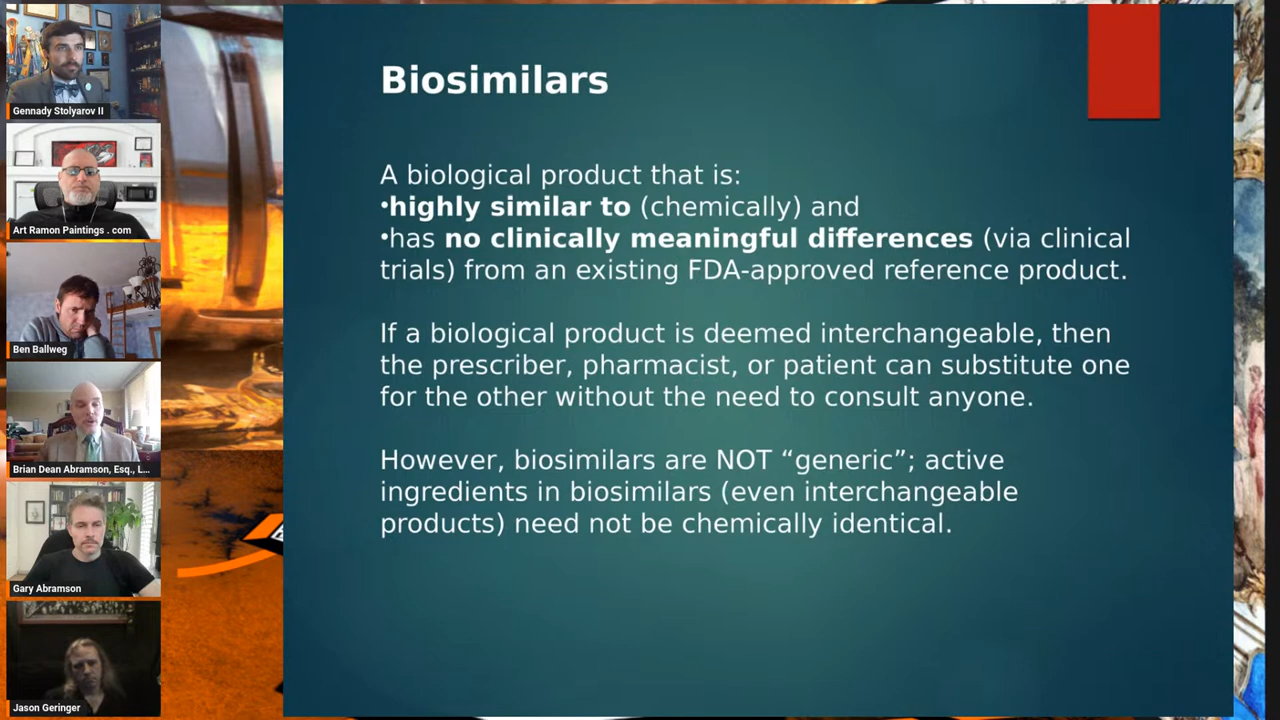 Gennady Stolyarov II
Art Ramon Paintings . com
Ben Ballweg
Brian Dean Abramson, Esq., L...
Gary Abramson
Jason Geringer
Biosimilars
A biological product that is:
•highly similar to (chemically) and
•has no clinically meaningful differences (via clinical
trials) from an existing FDA-approved reference product.
If a biological product is deemed interchangeable, then
the prescriber, pharmacist, or patient can substitute one
for the other without the need to consult anyone.
However, biosimilars are NOT “generic”; active
ingredients in biosimilars (even interchangeable
products) need not be chemically identical.